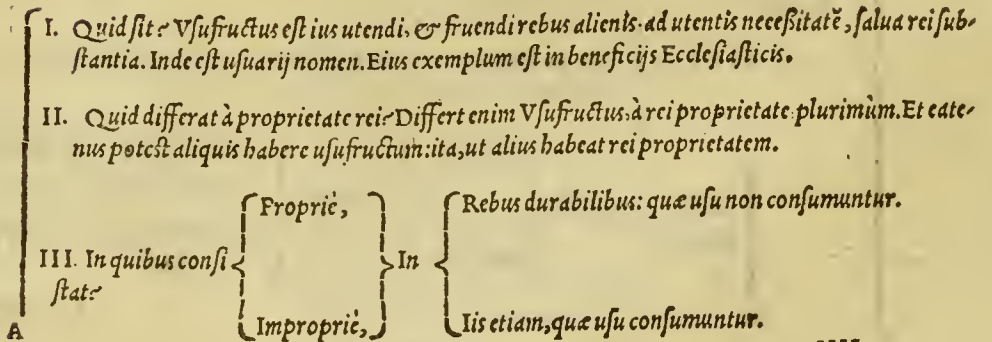 I. Quid sit? Vsufructus est ius utendi, & fruendi rebus alienis ad utentis neceßitatẽ, salua rei sub-
stantia. Inde est usuarij nomen. Eius exemplum est in beneficijs Ecclesiasticis.
II. Quid differat à proprietate rei? Differt enim Vsufructus, à rei proprietate plurimùm. Et eate-
nus potest aliquis habere usufructum: ita, ut alius habeat rei proprietatem.
Propriè,
Rebus durabilibus: quæ usu non consumuntur.
III. In quibus consi
stat?
In
Impropriè,
Iis etiam, quæ usu consumuntur.
A